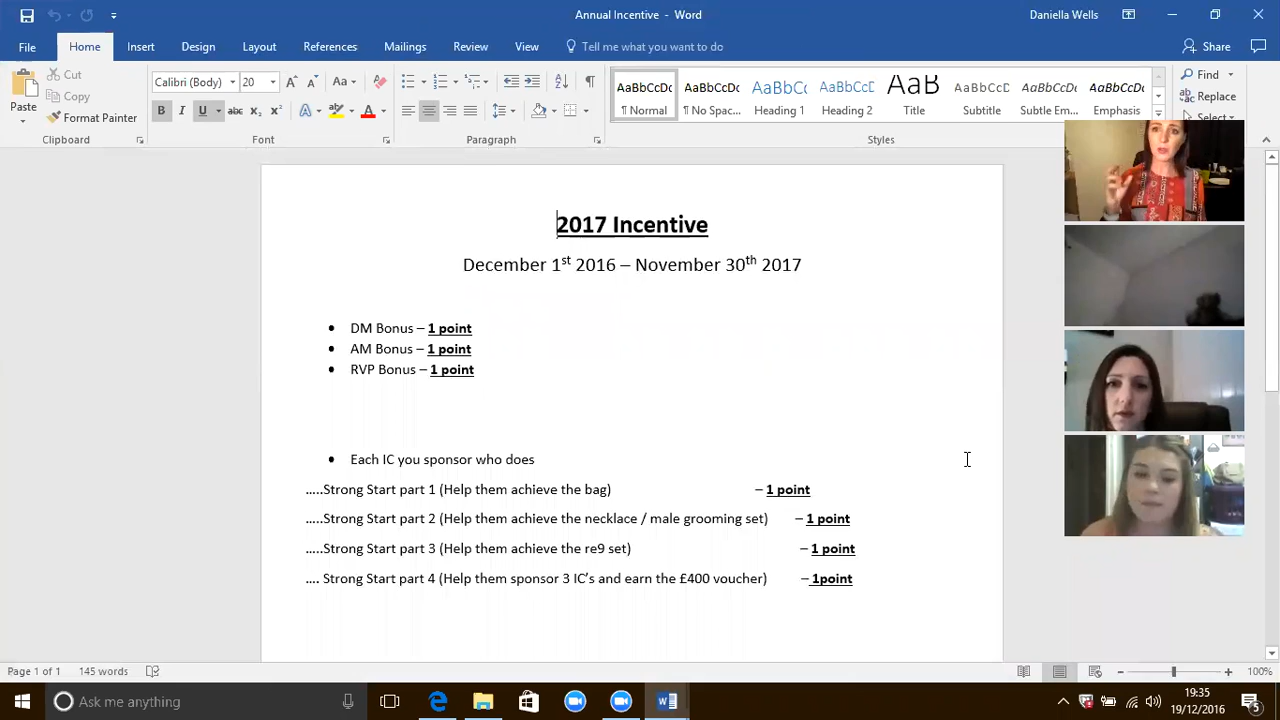 Annual Incentive - Word
Daniella Wells
File Home Insert Design Layout References Mailings Review View Tell me what you want to do Share
Paste
Cut
Copy
Format Painter
Clipboard
Calibri (Body) 20
Aa
B I U abc x₂ x²
A
Font
Paragraph
AaBbCcDc AaBbCcDc AaBbCc AaBbCcD AaB AaBbCcD AaBbCcDc AaBbCcDc
¶ Normal ¶ No Spac... Heading 1 Heading 2 Title Subtitle Subtle Em... Emphasis
Styles
Find
Replace
Select
2017 Incentive
December 1st 2016 – November 30th 2017
• DM Bonus – 1 point
• AM Bonus – 1 point
• RVP Bonus – 1 point
• Each IC you sponsor who does
.....Strong Start part 1 (Help them achieve the bag) – 1 point
.....Strong Start part 2 (Help them achieve the necklace / male grooming set) – 1 point
.....Strong Start part 3 (Help them achieve the re9 set) – 1 point
.... Strong Start part 4 (Help them sponsor 3 IC's and earn the £400 voucher) – 1point
Page 1 of 1 145 words
100%
Ask me anything
19:35
19/12/2016
5